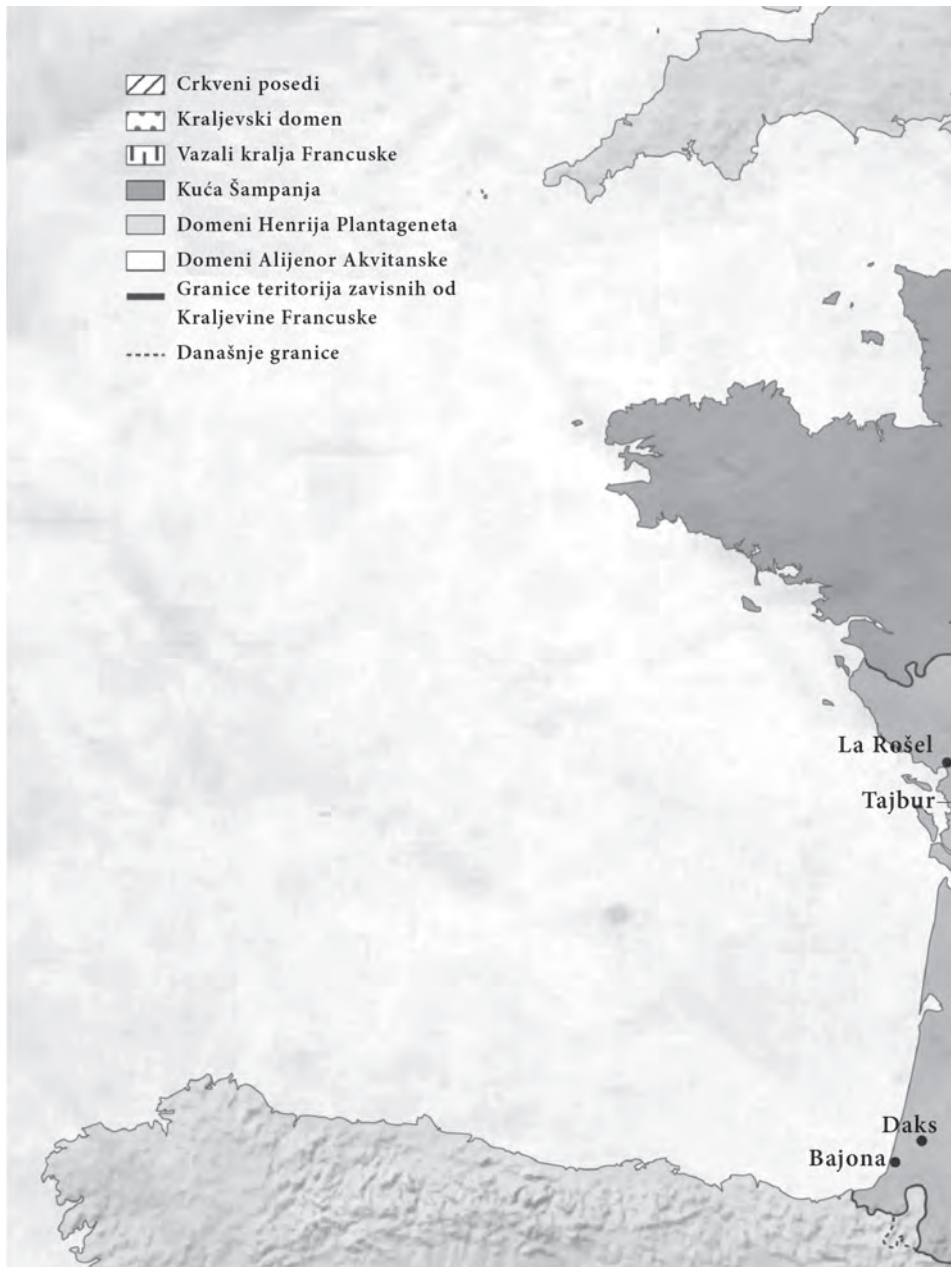 Crkveni posedi
Kraljevski domen
Vazali kralja Francuske
Kuća Šampanja
Domeni Henrija Plantageneta
Domeni Alijenor Akvitanske
Granice teritorija zavisnih od
Kraljevine Francuske
Današnje granice
La Rošel
Tajbur
Daks
Bajona